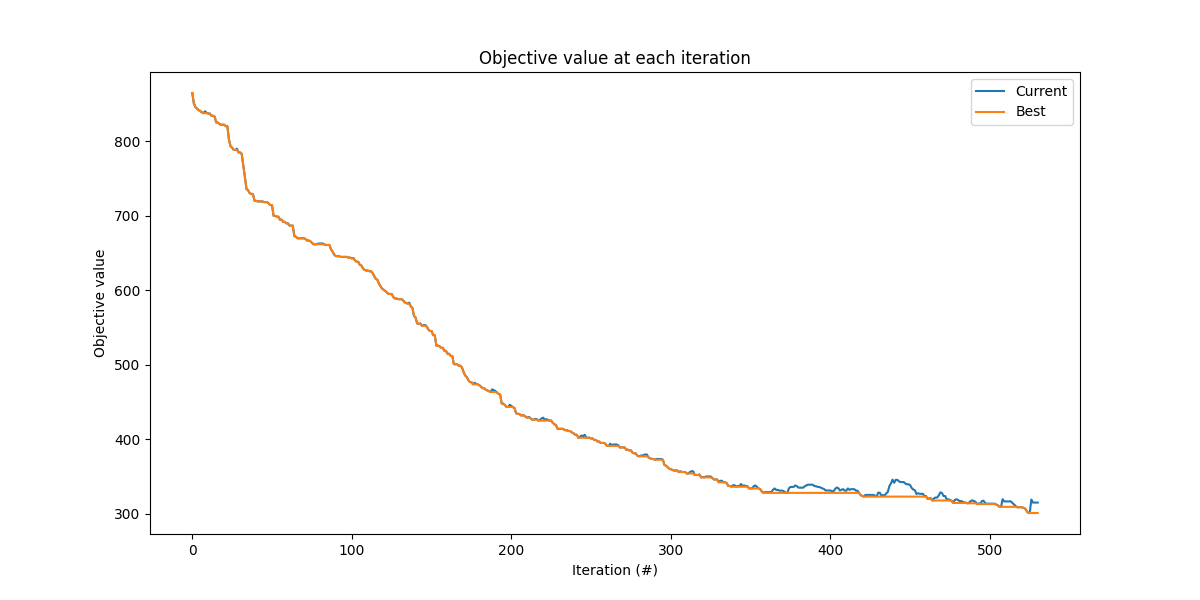 Objective value at each iteration
Current
Best
Objective value
800
700
600
500
400
300
0 100 200 300 400 500
Iteration (#)